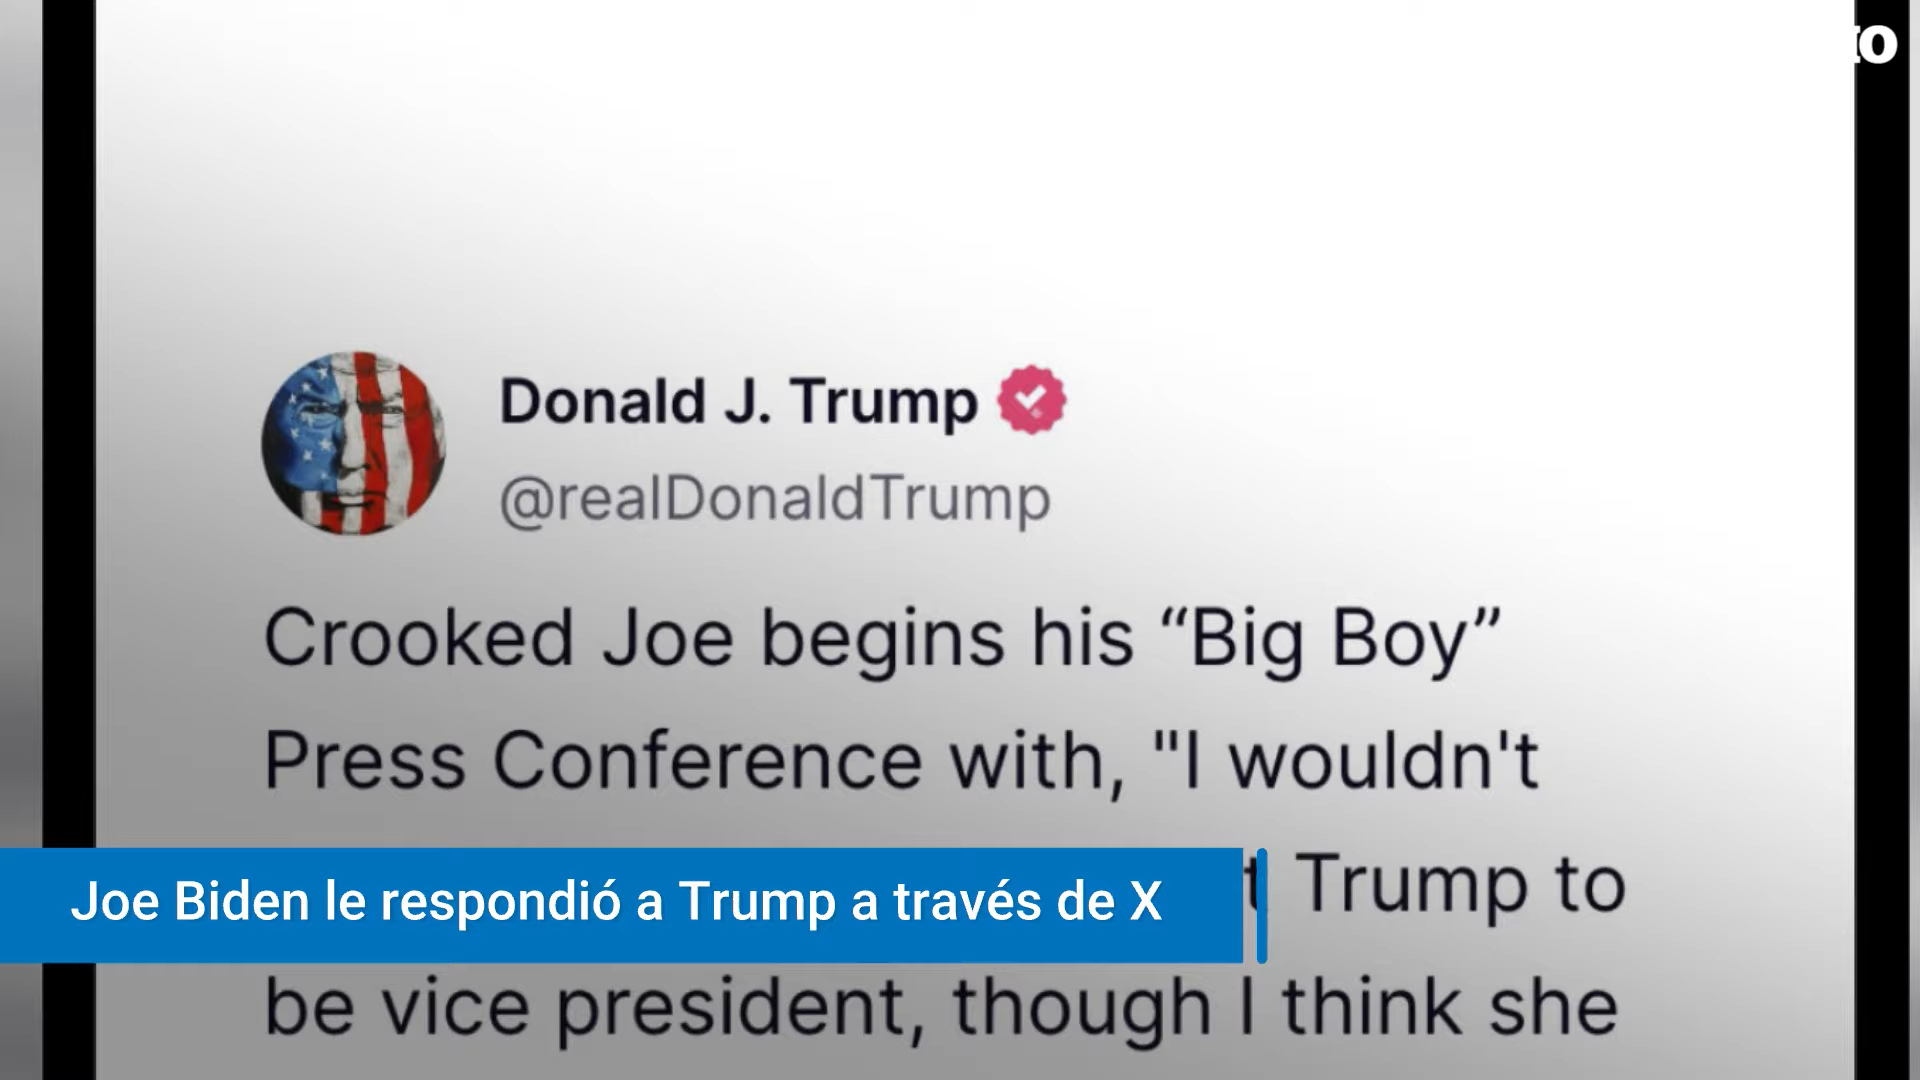 Donald J. Trump
@realDonaldTrump
Crooked Joe begins his “Big Boy”
Press Conference with, "I wouldn't
Trump to
Joe Biden le respondió a Trump a través de X
be vice president, though I think she